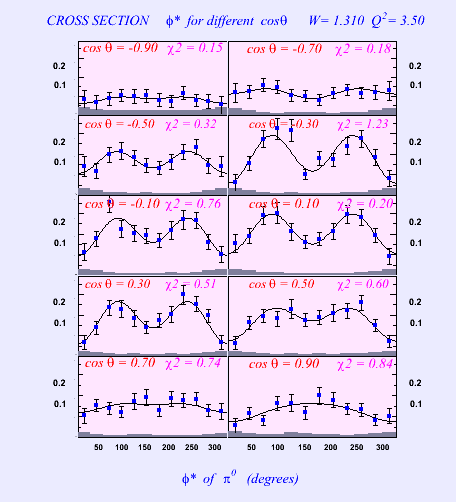 CROSS SECTION ϕ* for different cosθ W= 1.310 Q²= 3.50
cos θ = -0.90 χ2= 0.15 cos θ = -0.70 χ2= 0.18
0.2 0.2
0.1 0.1
cos θ = -0.50 χ2= 0.32 cos θ = -0.30 χ2= 1.23
0.2 0.2
0.1 0.1
cos θ = -0.10 χ2= 0.76 cos θ = 0.10 χ2= 0.20
0.2 0.2
0.1 0.1
cos θ = 0.30 χ2= 0.51 cos θ = 0.50 χ2= 0.60
0.2 0.2
0.1 0.1
cos θ = 0.70 χ2= 0.74 cos θ = 0.90 χ2= 0.84
0.2 0.2
0.1 0.1
50 100 150 200 250 300 50 100 150 200 250 300
ϕ* of π⁰ (degrees)